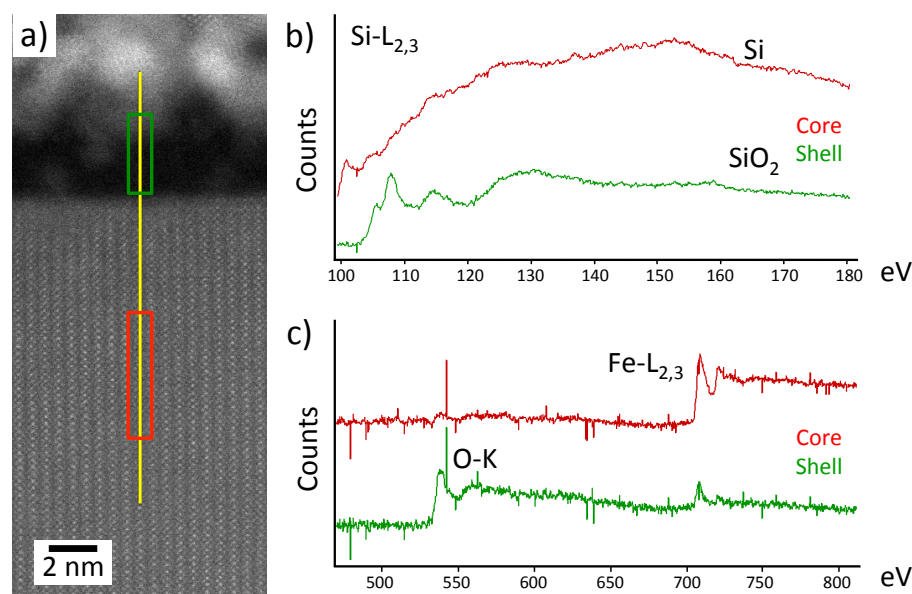 a)
2 nm
b)
Si-L2,3
Si
Core
Shell
SiO2
Counts
100 110 120 130 140 150 160 170 180 eV
c)
Fe-L2,3
Core
Shell
O-K
Counts
500 550 600 650 700 750 800 eV